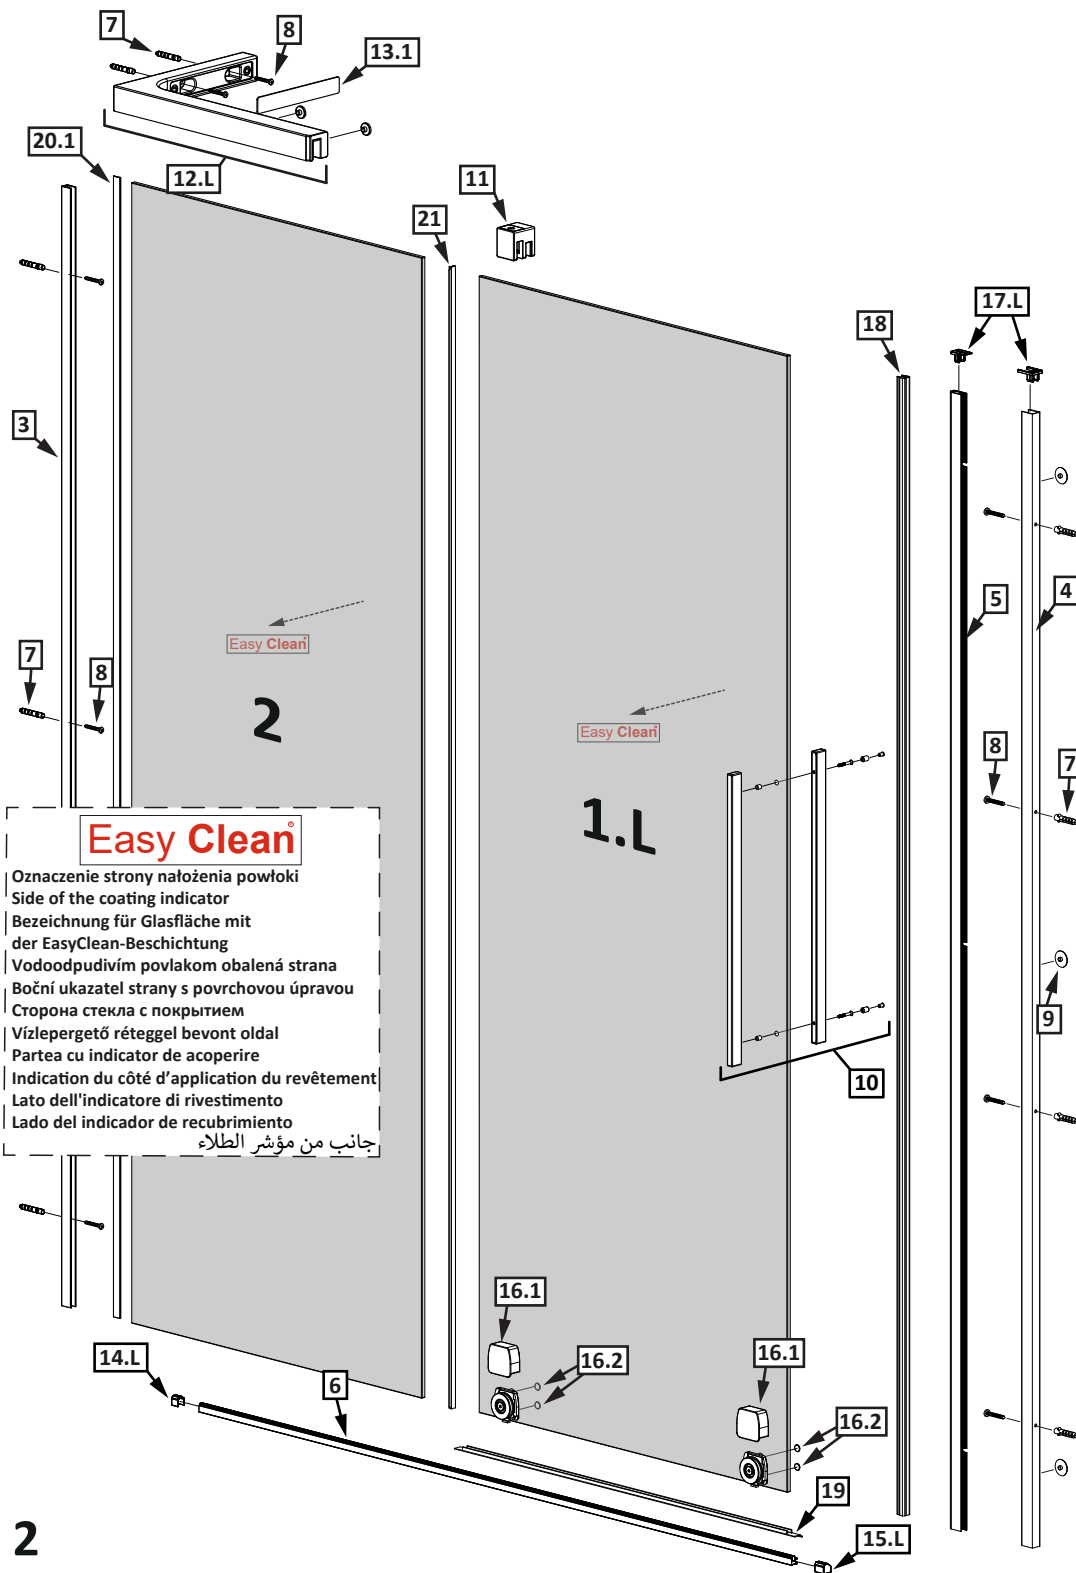 7
8
13.1
20.1
12.L
11
21
17.L
18
3
5
4
Easy Clean
2
7
8
Easy Clean
1.L
8
7
Easy Clean®
Oznaczenie strony nałożenia powłoki
Side of the coating indicator
Bezeichnung für Glasfläche mit
der EasyClean-Beschichtung
Vodoodpudivím povlakom obalená strana
Boční ukazatel strany s povrchovou úpravou
Сторона стекла с покрытием
Vízlepergető réteggel bevont oldal
Partea cu indicator de acoperire
Indication du côté d'application du revêtement
Lato dell'indicatore di rivestimento
Lado del indicador de recubrimiento
جانب من مؤشر الطلاء
9
10
16.1
14.L
6
16.2
16.1
16.2
19
15.L
2